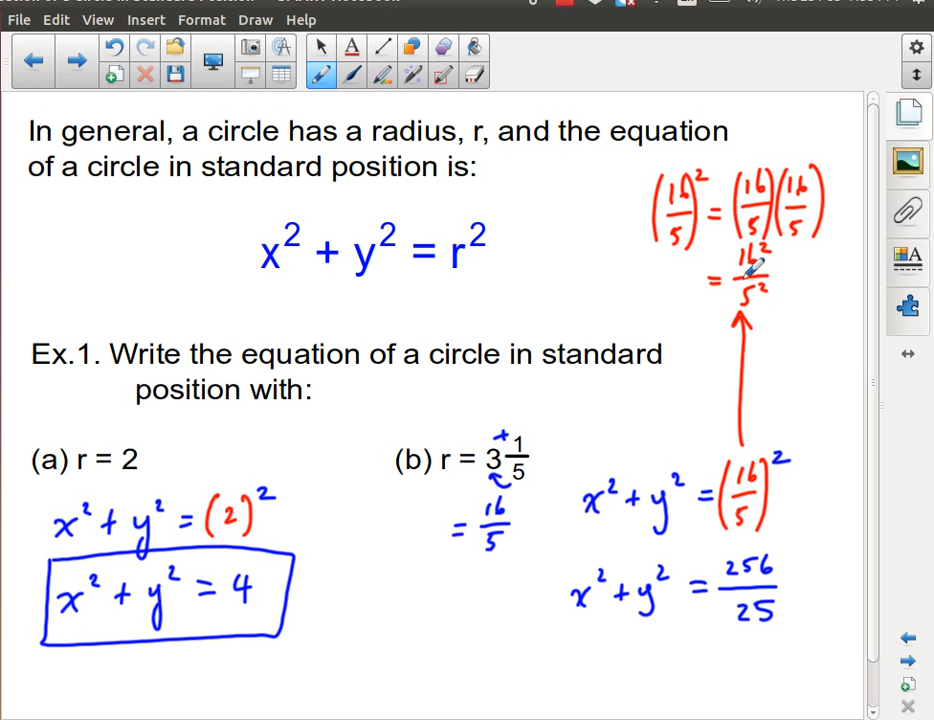 File Edit View Insert Format Draw Help
In general, a circle has a radius, r, and the equation
of a circle in standard position is:
x² + y² = r²
(16/5)² = (16/5)(16/5)
= 16²/5²
Ex.1. Write the equation of a circle in standard
position with:
(a) r = 2
x² + y² = (2)²
x² + y² = 4
(b) r = 3 + 1/5
= 16/5
x² + y² = (16/5)²
x² + y² = 256/25